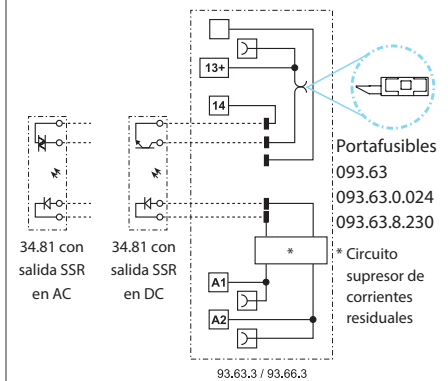 13+
14
Portafusibles
093.63
093.63.0.024
093.63.8.230
34.81 con
salida SSR
en AC
34.81 con
salida SSR
en DC
*
* Circuito
supresor de
corrientes
residuales
A1
A2
93.63.3 / 93.66.3